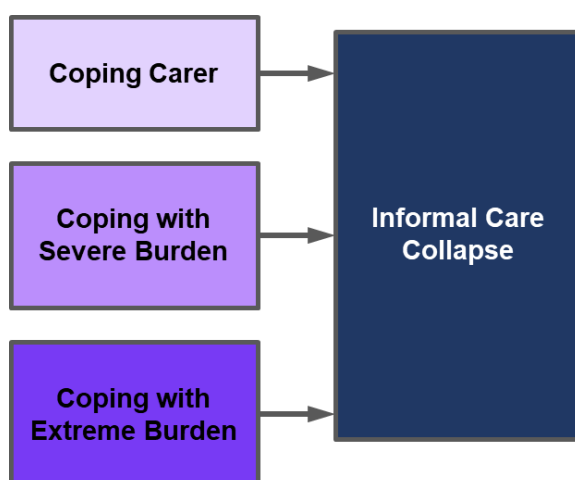 Coping Carer
Coping with
Severe Burden
Informal Care
Collapse
Coping with
Extreme Burden